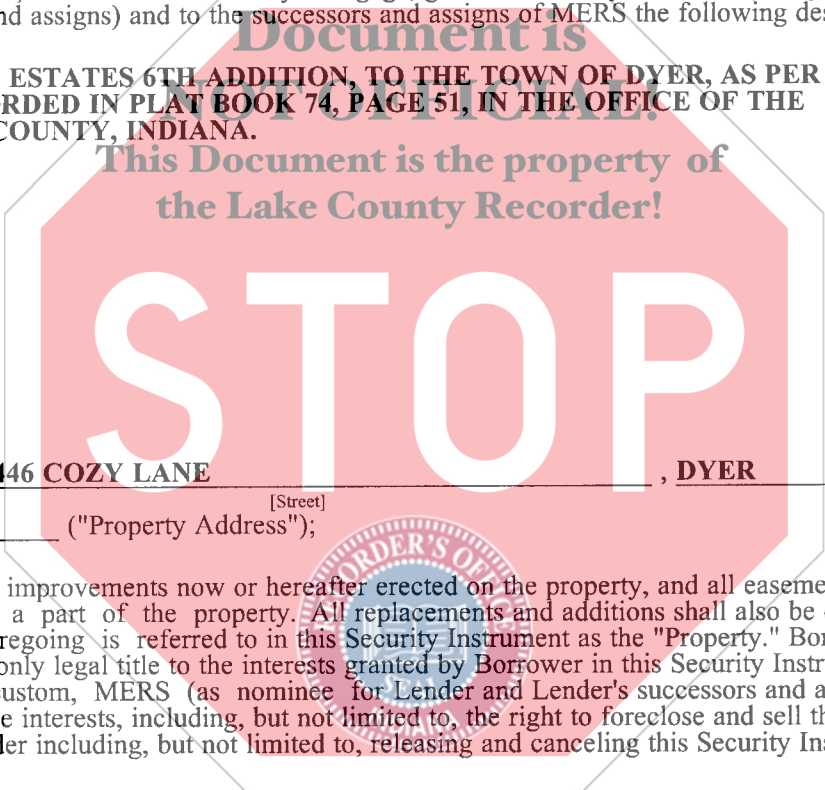 nd assigns) and to the successors and assigns of MERS the following des
Document is
ESTATES 6TH ADDITION, TO THE TOWN OF DYER, AS PER
NOT OFFICIAL!
RDED IN PLAT BOOK 74, PAGE 51, IN THE OFFICE OF THE
COUNTY, INDIANA.
This Document is the property of
the Lake County Recorder!
STOP
446 COZY LANE , DYER
[Street]
("Property Address");
RECORDER'S OFFICE
improvements now or hereafter erected on the property, and all easeme
a part of the property. All replacements and additions shall also be
regoing is referred to in this Security Instrument as the "Property." Bor
only legal title to the interests granted by Borrower in this Security Instr
ustom, MERS (as nominee for Lender and Lender's successors and a
SEAL
e interests, including, but not limited to, the right to foreclose and sell th
INDIANA
der including, but not limited to, releasing and canceling this Security Ins